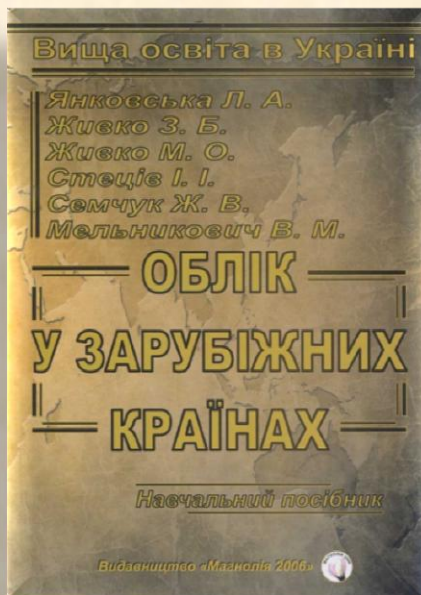 Вища освіта в Україні
Янковська Л. А.
Живко З. Б.
Живко М. О.
Стеців І. І.
Семчук Ж. В.
Мельникович В. М.
ОБЛІК
У ЗАРУБІЖНИХ
КРАЇНАХ
Навчальний посібник
Видавництво «Магнолія 2006»